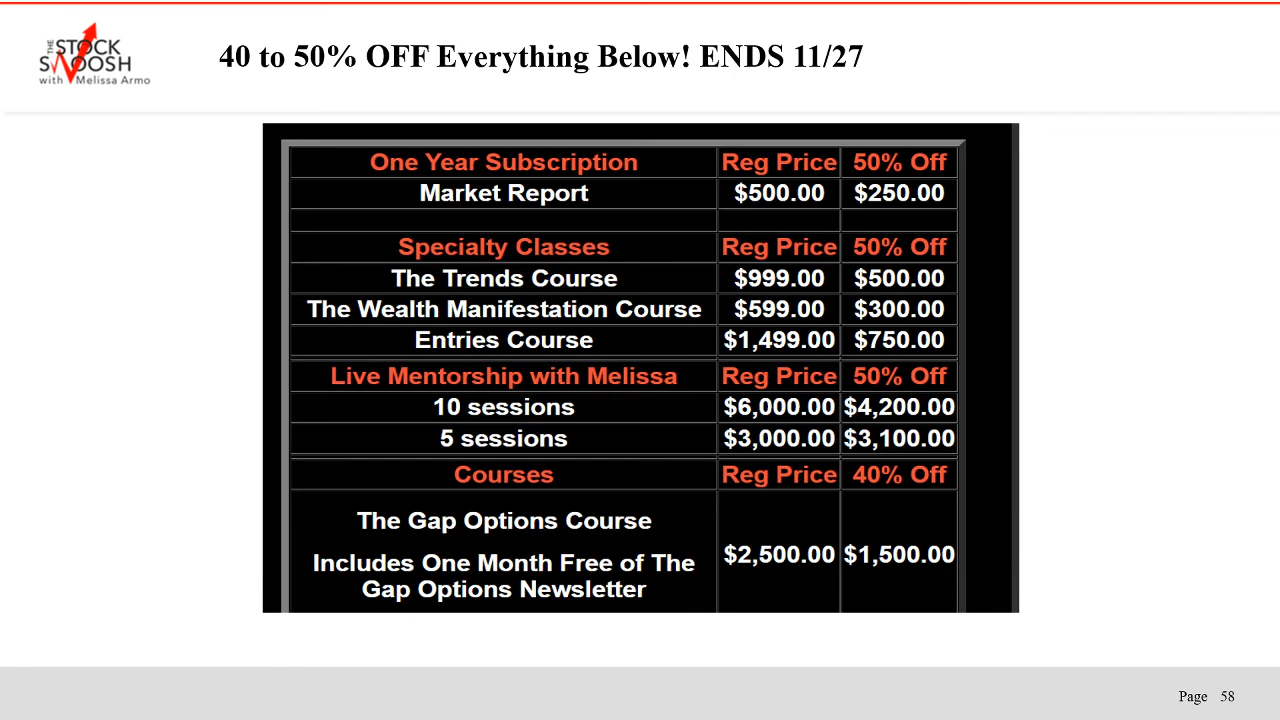 THE STOCK
SWOOSH
with Melissa Armo
40 to 50% OFF Everything Below! ENDS 11/27
One Year Subscription Reg Price 50% Off
Market Report $500.00 $250.00
Specialty Classes Reg Price 50% Off
The Trends Course $999.00 $500.00
The Wealth Manifestation Course $599.00 $300.00
Entries Course $1,499.00 $750.00
Live Mentorship with Melissa Reg Price 50% Off
10 sessions $6,000.00 $4,200.00
5 sessions $3,000.00 $3,100.00
Courses Reg Price 40% Off
The Gap Options Course
Includes One Month Free of The
Gap Options Newsletter
$2,500.00 $1,500.00
Page 58